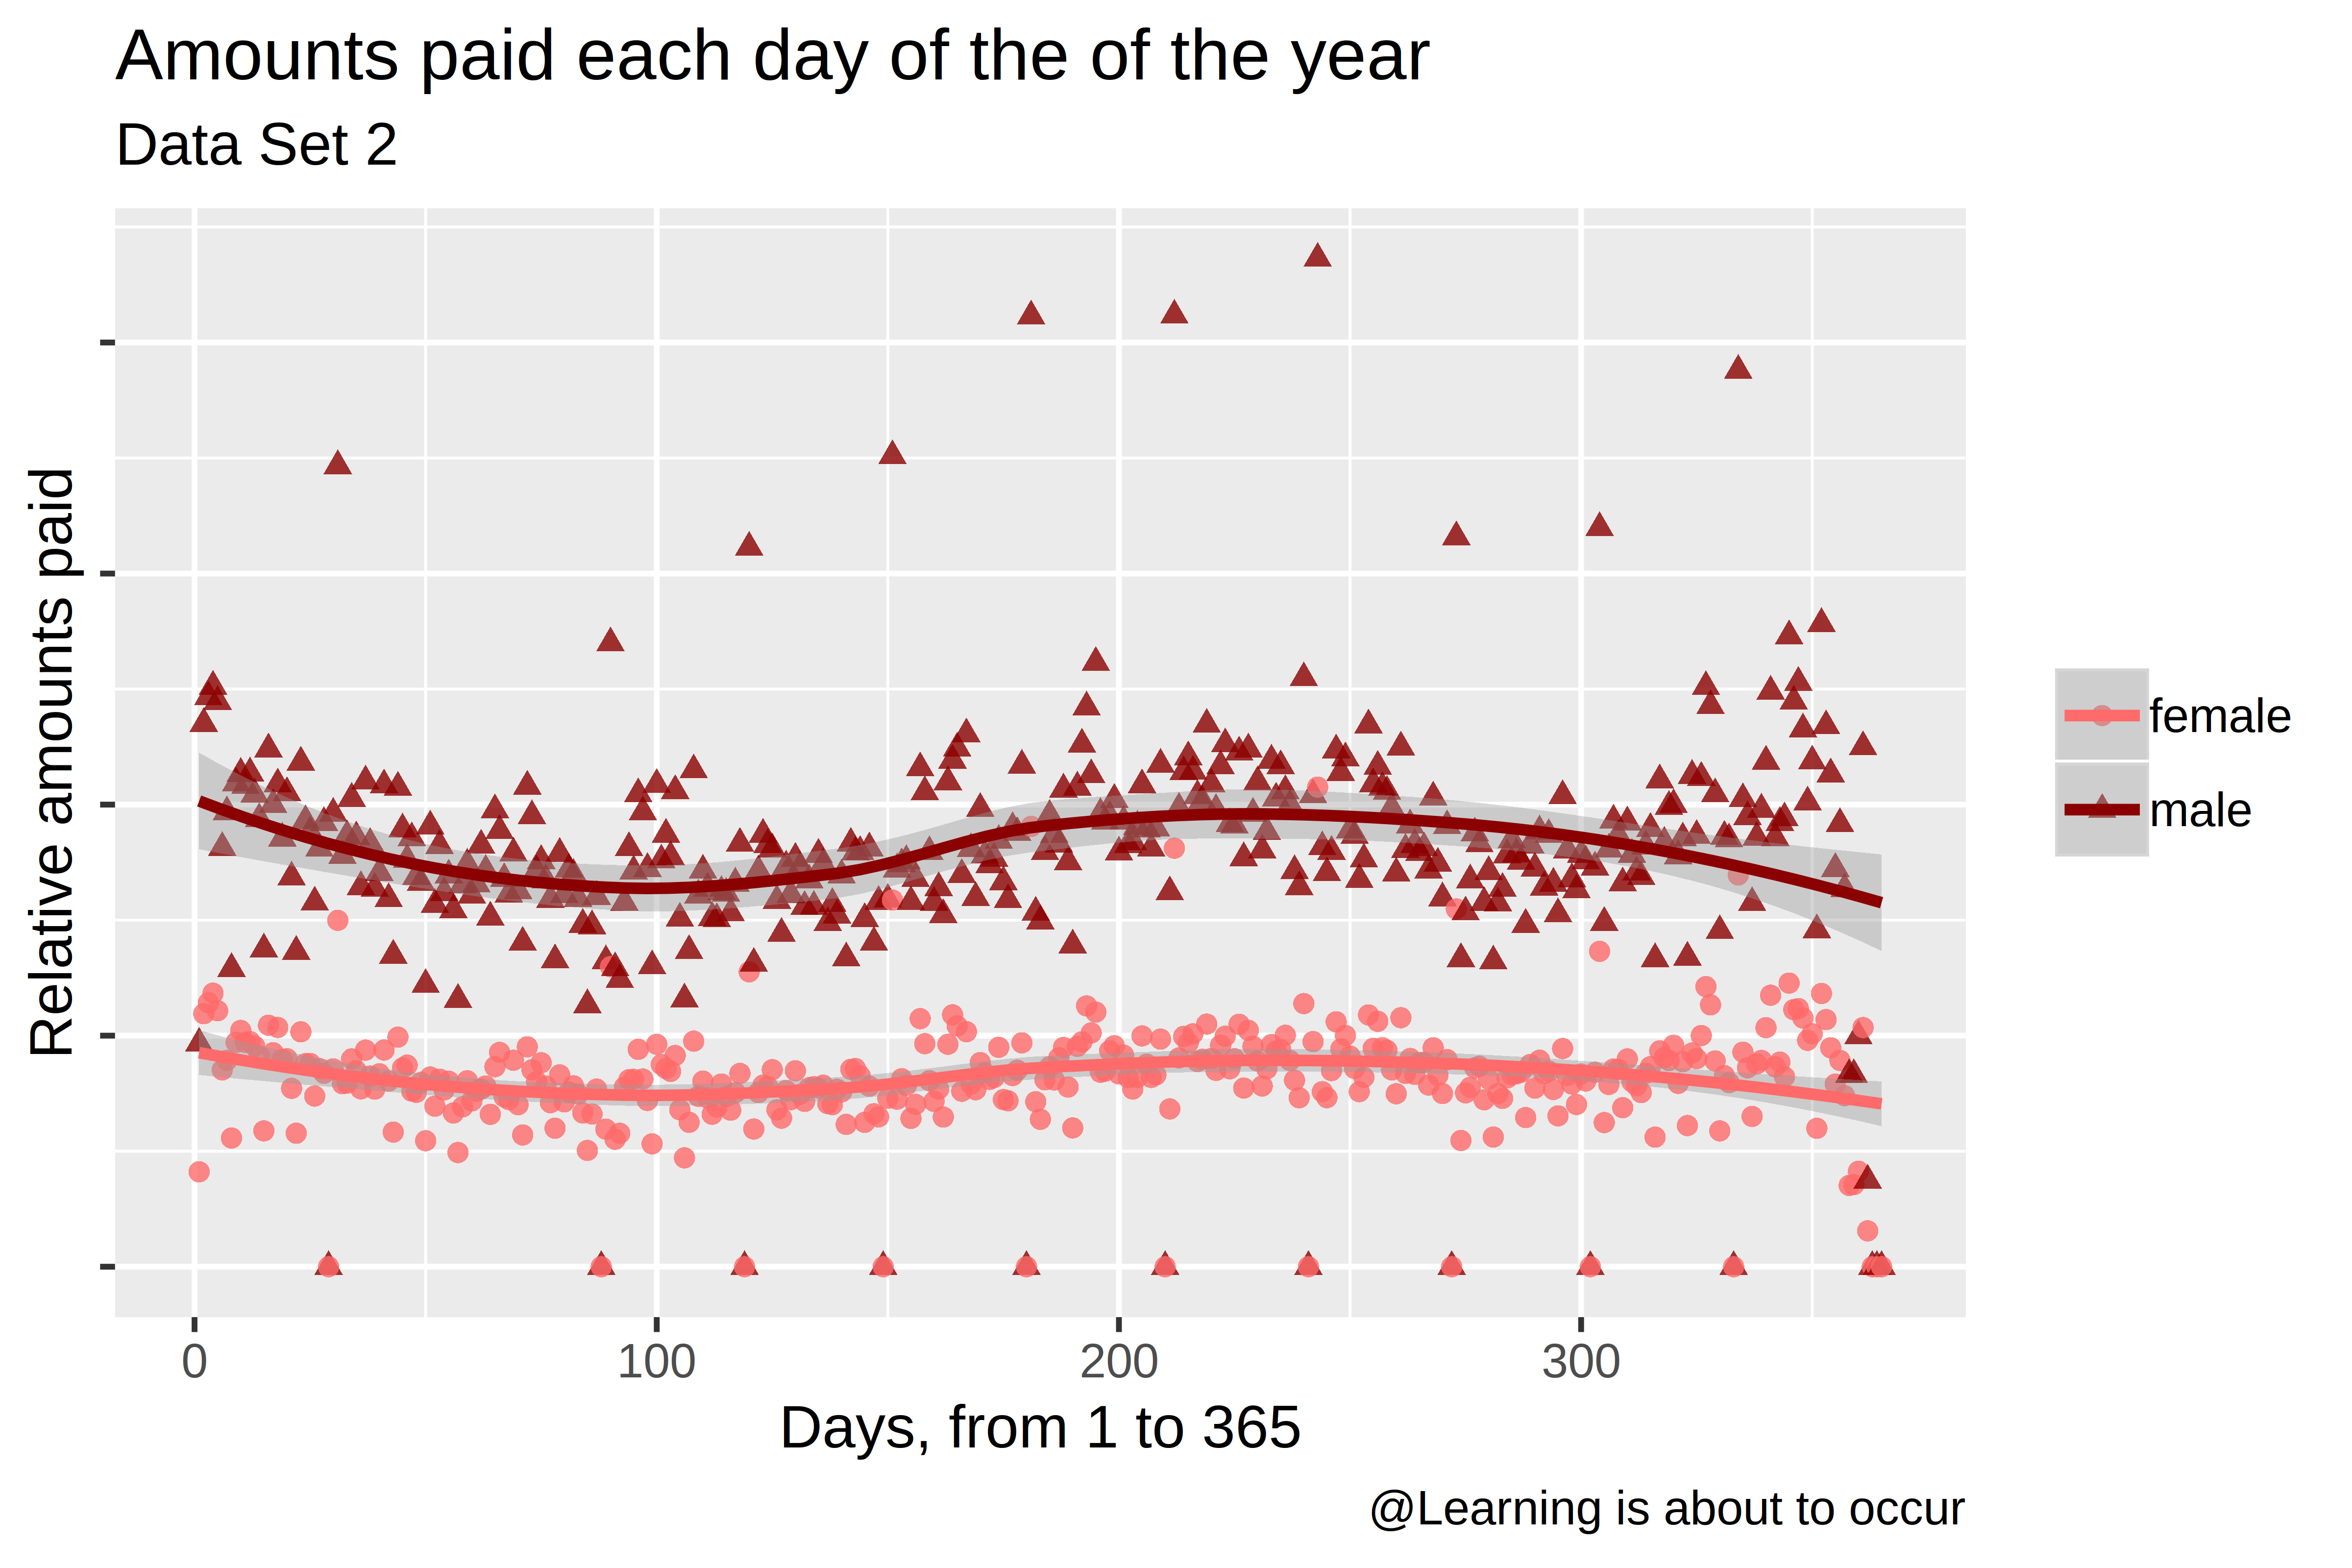 Amounts paid each day of the of the year
Data Set 2
Relative amounts paid
female
male
0 100 200 300
Days, from 1 to 365
@Learning is about to occur